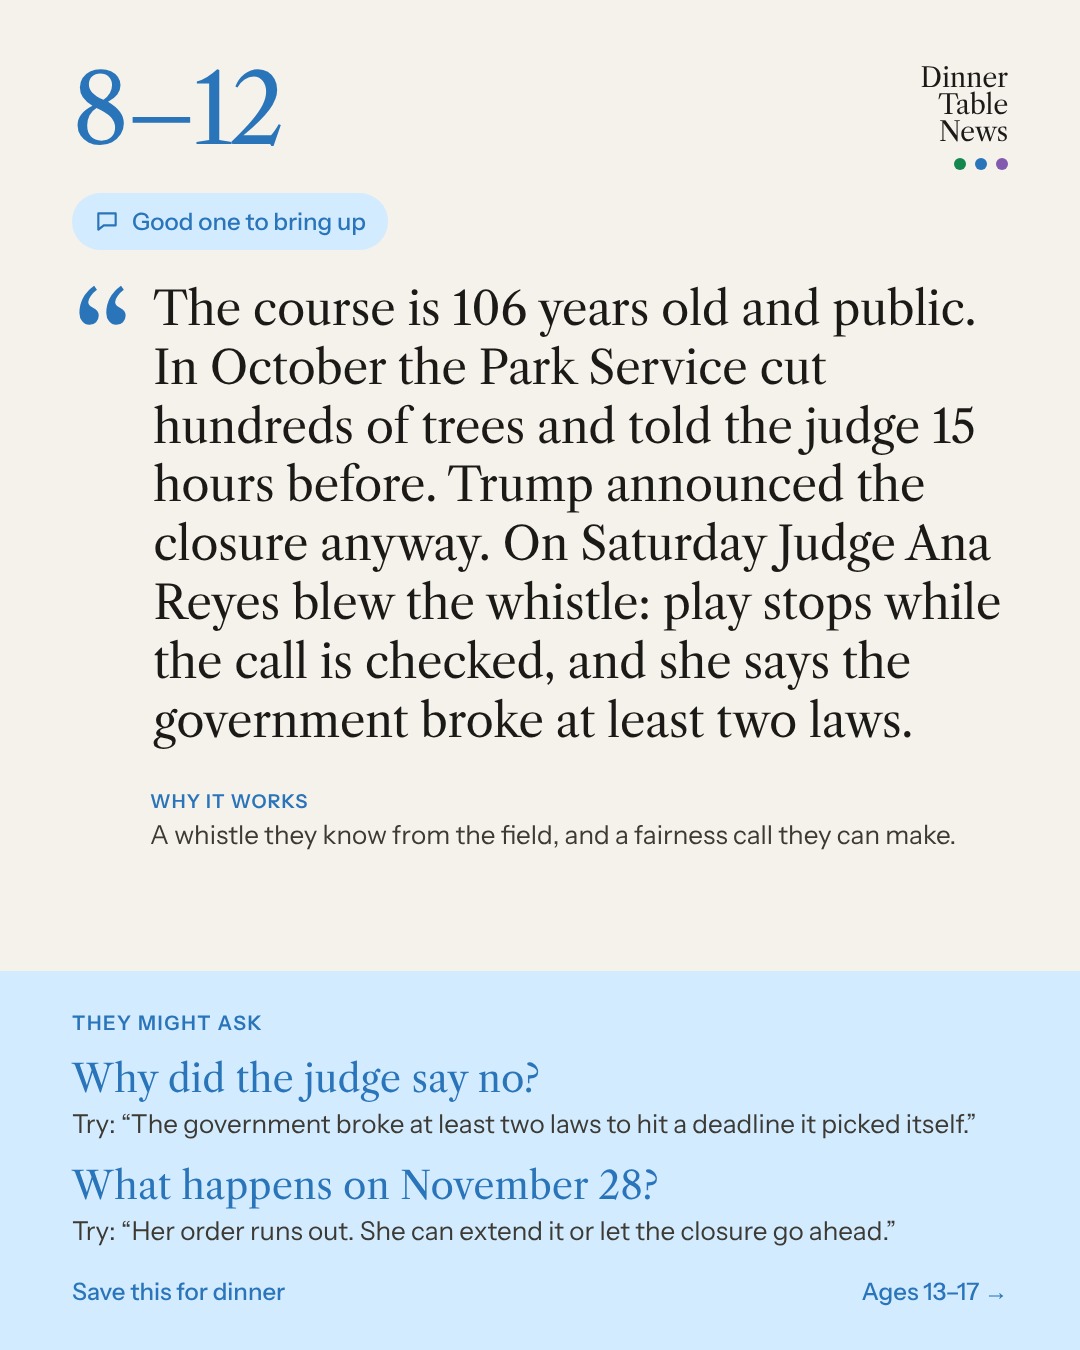 8–12
Dinner
Table
News
Good one to bring up
“ The course is 106 years old and public.
In October the Park Service cut
hundreds of trees and told the judge 15
hours before. Trump announced the
closure anyway. On Saturday Judge Ana
Reyes blew the whistle: play stops while
the call is checked, and she says the
government broke at least two laws.
WHY IT WORKS
A whistle they know from the field, and a fairness call they can make.
THEY MIGHT ASK
Why did the judge say no?
Try: “The government broke at least two laws to hit a deadline it picked itself.”
What happens on November 28?
Try: “Her order runs out. She can extend it or let the closure go ahead.”
Save this for dinner
Ages 13–17 →